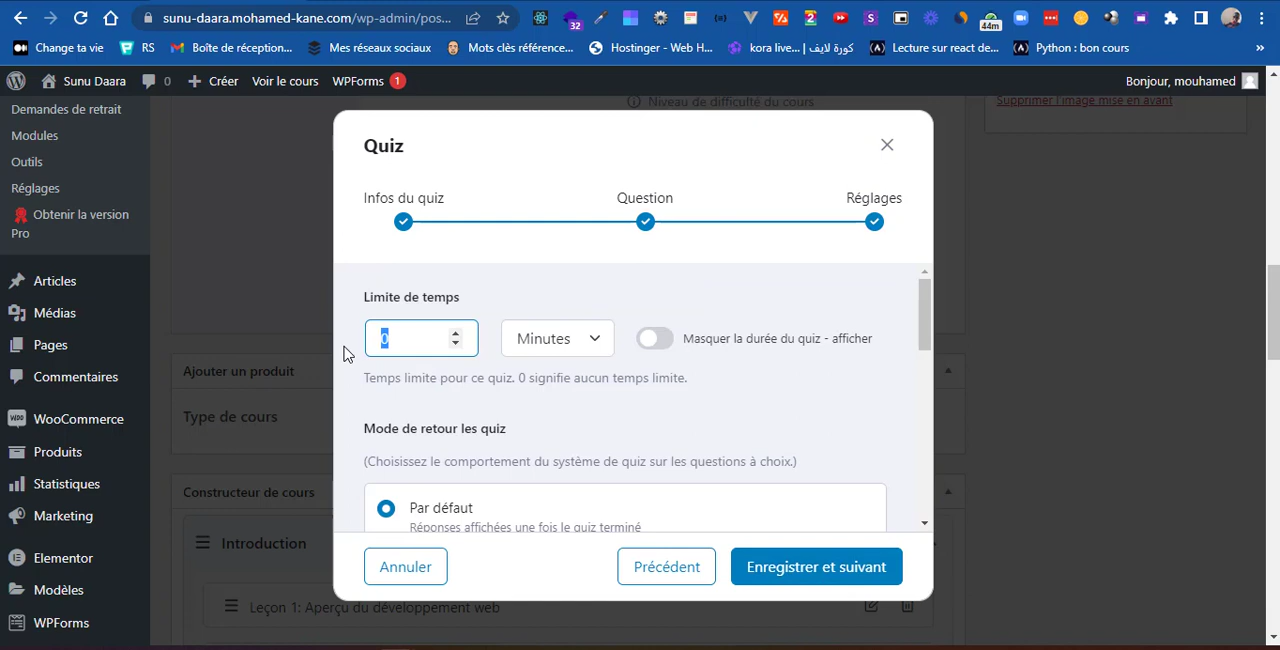 sunu-daara.mohamed-kane.com/wp-admin/pos...
32
2
S
44m
Change ta vie
RS
Boîte de réception...
Mes réseaux sociaux
Mots clés référence...
Hostinger - Web H...
kora live... | كورة لايف
Lecture sur react de...
Python : bon cours
»
Sunu Daara
0
Créer
Voir le cours
WPForms
1
Bonjour, mouhamed
Demandes de retrait
Modules
Outils
Réglages
Obtenir la version
Pro
Articles
Médias
Pages
Commentaires
WooCommerce
Produits
Statistiques
Marketing
Elementor
Modèles
WPForms
Niveau de difficulté du cours
Supprimer l'image mise en avant
Quiz
Infos du quiz
Question
Réglages
Limite de temps
0
Minutes
Masquer la durée du quiz - afficher
Temps limite pour ce quiz. 0 signifie aucun temps limite.
Mode de retour les quiz
(Choisissez le comportement du système de quiz sur les questions à choix.)
Par défaut
Réponses affichées une fois le quiz terminé
Annuler
Précédent
Enregistrer et suivant
Ajouter un produit
Type de cours
Constructeur de cours
Introduction
Leçon 1: Aperçu du développement web